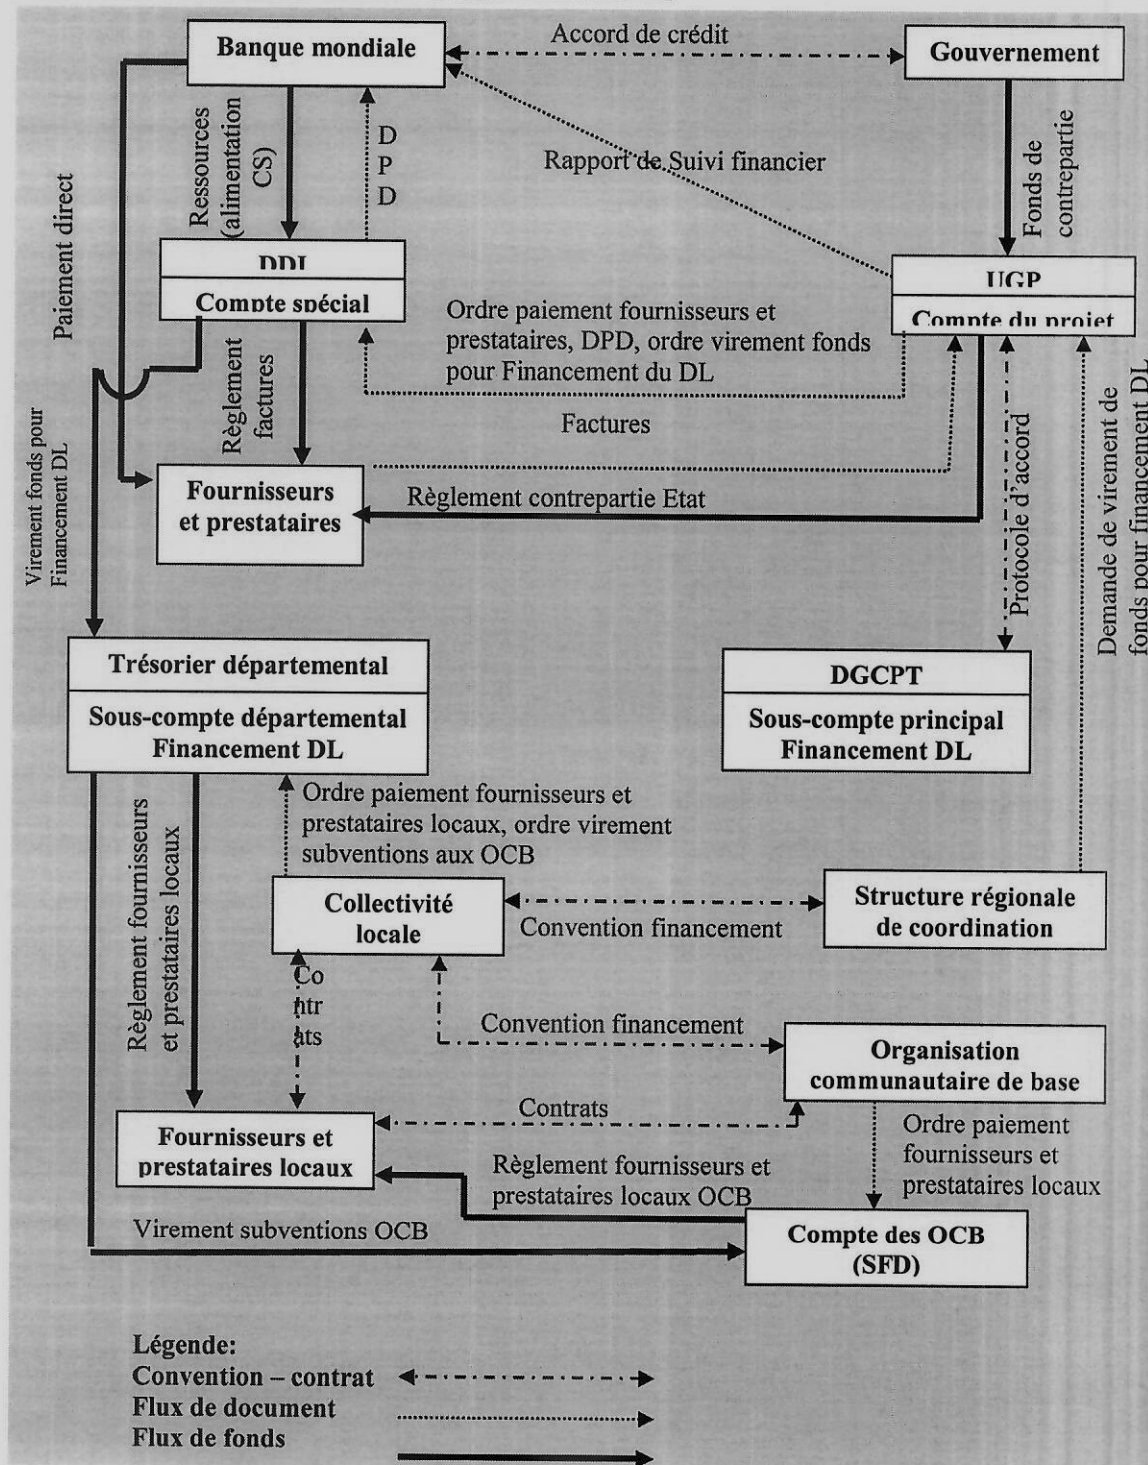 Banque mondiale
Accord de crédit
Gouvernement
Paiement direct
Ressources
(alimentation
CS)
D
P
D
Rapport de Suivi financier
Fonds de
contrepartie
DDI
Compte spécial
UGP
Compte du projet
Ordre paiement fournisseurs et
prestataires, DPD, ordre virement fonds
pour Financement du DL
Règlement
factures
Factures
Virement fonds pour
Financement DL
Fournisseurs
et prestataires
Règlement contrepartie Etat
Protocole d’accord
Demande de virement de
fonds pour financement DL
Trésorier départemental
Sous-compte départemental
Financement DL
DGCPT
Sous-compte principal
Financement DL
Règlement fournisseurs
et prestataires locaux
Ordre paiement fournisseurs et
prestataires locaux, ordre virement
subventions aux OCB
Collectivité
locale
Convention financement
Structure régionale
de coordination
Co
ntr
ats
Convention financement
Organisation
communautaire de base
Contrats
Fournisseurs et
prestataires locaux
Ordre paiement
fournisseurs et
prestataires locaux
Règlement fournisseurs et
prestataires locaux OCB
Virement subventions OCB
Compte des OCB
(SFD)
Légende:
Convention – contrat
Flux de document
Flux de fonds